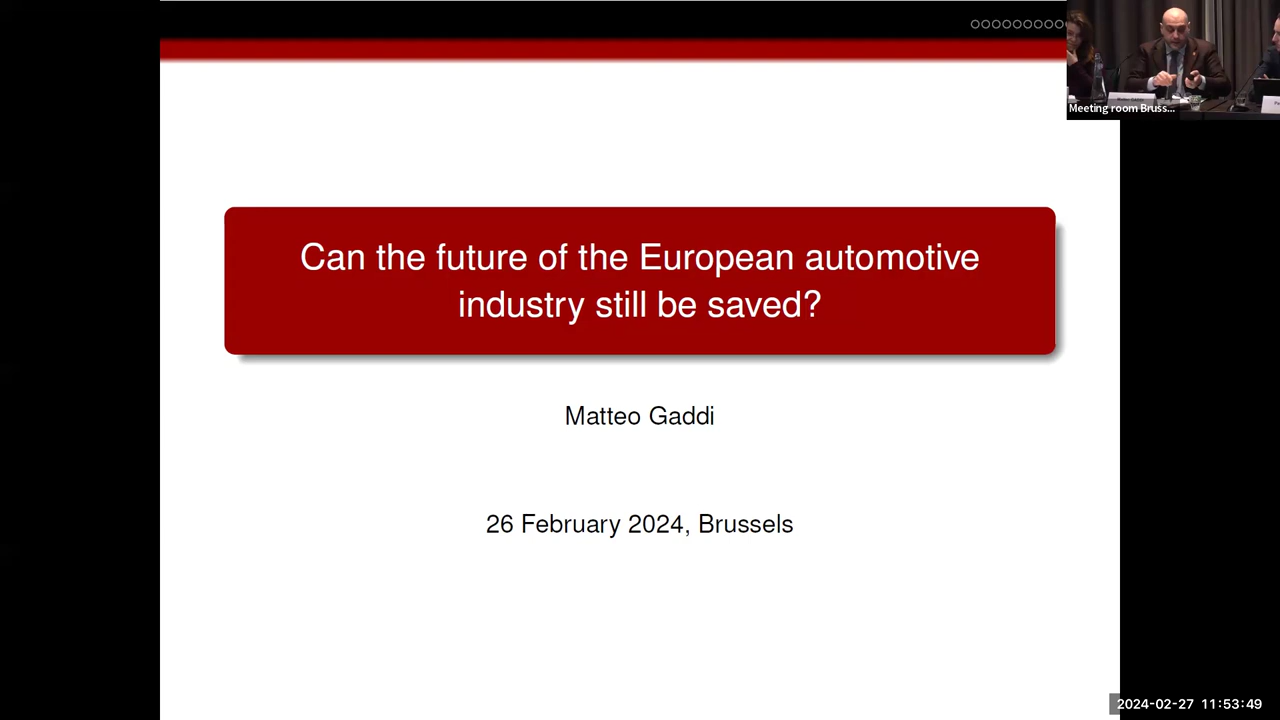 Meeting room Bruss...
Can the future of the European automotive
industry still be saved?
Matteo Gaddi
26 February 2024, Brussels
2024-02-27 11:53:49